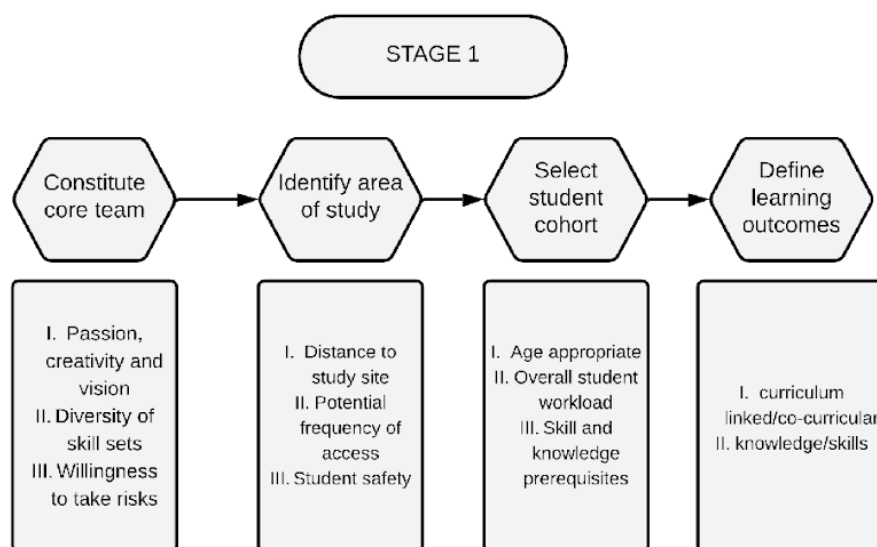 STAGE 1
Constitute
core team
Identify area
of study
Select
student
cohort
Define
learning
outcomes
I. Passion,
creativity and
vision
II. Diversity of
skill sets
III. Willingness
to take risks
I. Distance to
study site
II. Potential
frequency of
access
III. Student safety
I. Age appropriate
II. Overall student
workload
III. Skill and
knowledge
prerequisites
I. curriculum
linked/co-curricular
II. knowledge/skills